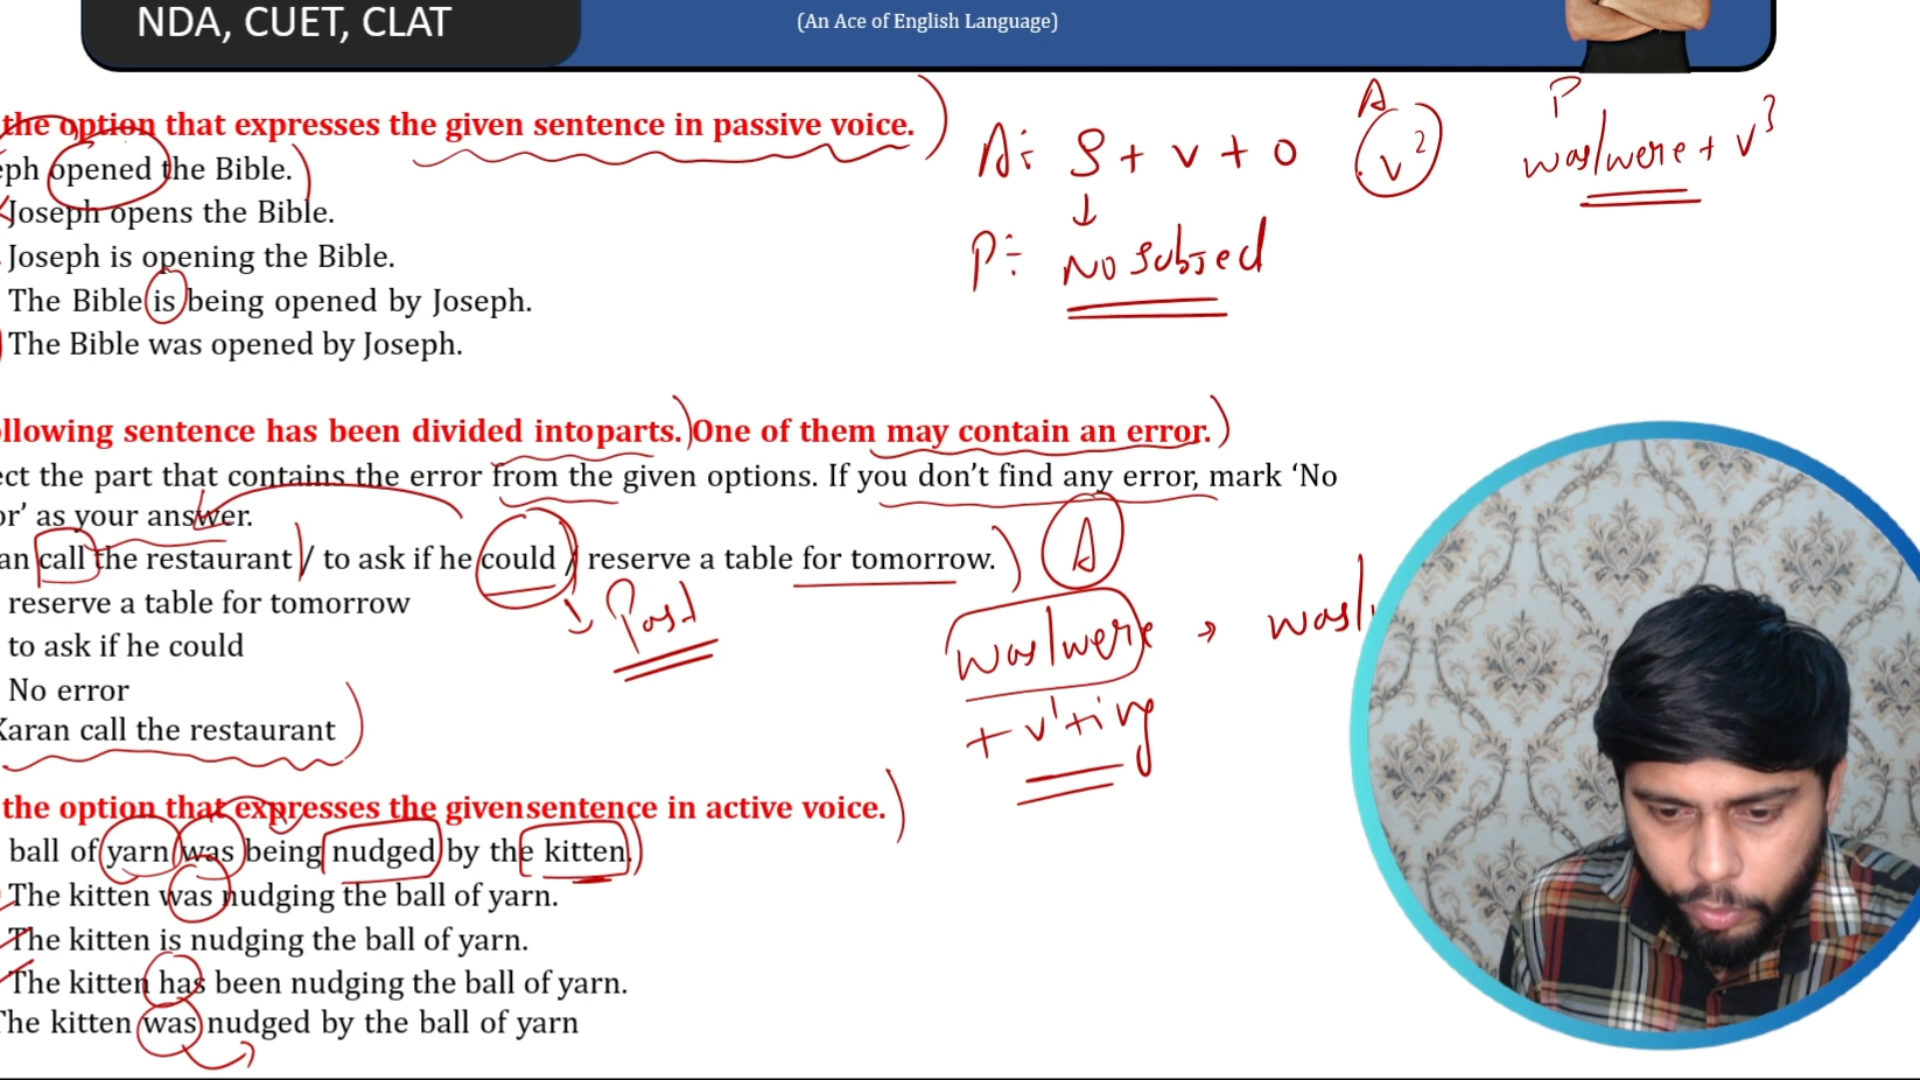 NDA, CUET, CLAT
(An Ace of English Language)
the option that expresses the given sentence in passive voice.
eph opened the Bible.
Joseph opens the Bible.
Joseph is opening the Bible.
The Bible is being opened by Joseph.
The Bible was opened by Joseph.
A: S + v + o
P: No Subject
A
v2
P
was/were + v3
llowing sentence has been divided intoparts. One of them may contain an error.
ect the part that contains the error from the given options. If you don't find any error, mark ‘No
or’ as your answer.
an call the restaurant / to ask if he could / reserve a table for tomorrow.
A
reserve a table for tomorrow
to ask if he could
No error
Karan call the restaurant
Past
was/were → was/
+ v1+ing
the option that expresses the givensentence in active voice.
ball of yarn was being nudged by the kitten.
The kitten was nudging the ball of yarn.
The kitten is nudging the ball of yarn.
The kitten has been nudging the ball of yarn.
The kitten was nudged by the ball of yarn